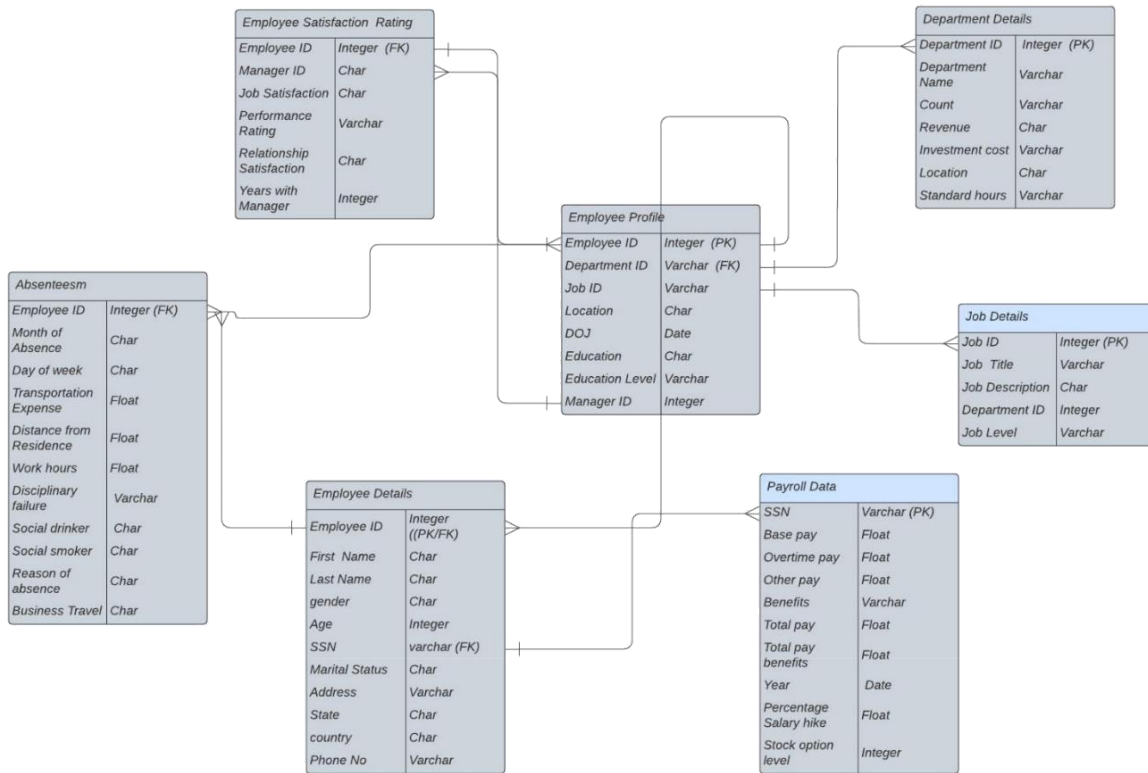 Employee Satisfaction Rating
Employee ID Integer (FK)
Manager ID Char
Job Satisfaction Char
Performance
Rating Varchar
Relationship
Satisfaction Char
Years with
Manager Integer
Department Details
Department ID Integer (PK)
Department
Name Varchar
Count Varchar
Revenue Char
Investment cost Varchar
Location Char
Standard hours Varchar
Employee Profile
Employee ID Integer (PK)
Department ID Varchar (FK)
Job ID Varchar
Location Char
DOJ Date
Education Char
Education Level Varchar
Manager ID Integer
Absenteesm
Employee ID Integer (FK)
Month of
Absence Char
Day of week Char
Transportation
Expense Float
Distance from
Residence Float
Work hours Float
Disciplinary
failure Varchar
Social drinker Char
Social smoker Char
Reason of
absence Char
Business Travel Char
Job Details
Job ID Integer (PK)
Job Title Varchar
Job Description Char
Department ID Integer
Job Level Varchar
Employee Details
Employee ID Integer
((PK/FK)
First Name Char
Last Name Char
gender Char
Age Integer
SSN varchar (FK)
Marital Status Char
Address Varchar
State Char
country Char
Phone No Varchar
Payroll Data
SSN Varchar (PK)
Base pay Float
Overtime pay Float
Other pay Float
Benefits Varchar
Total pay Float
Total pay
benefits Float
Year Date
Percentage
Salary hike Float
Stock option
level Integer